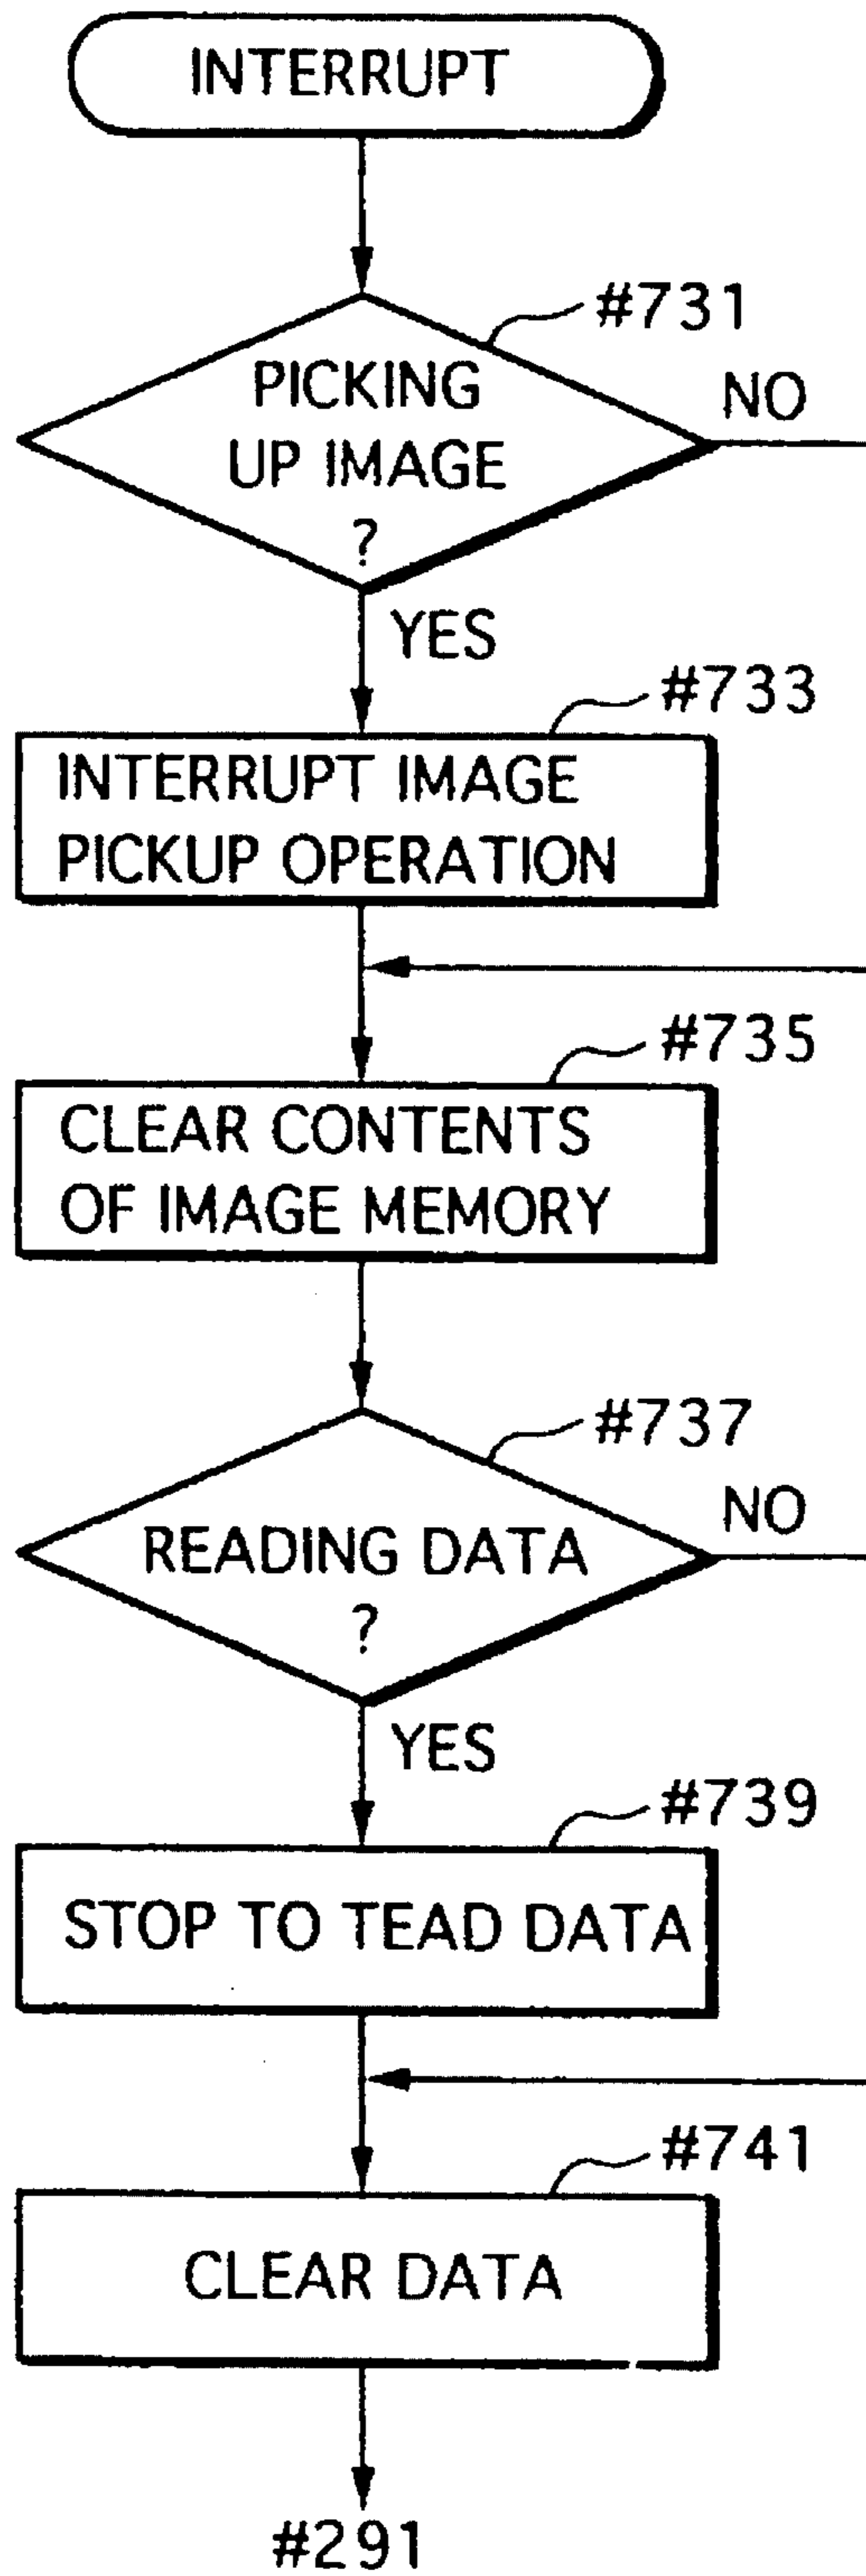 INTERRUPT
#731
PICKING
UP IMAGE
?
NO
YES
#733
INTERRUPT IMAGE
PICKUP OPERATION
#735
CLEAR CONTENTS
OF IMAGE MEMORY
#737
READING DATA
?
NO
YES
#739
STOP TO TEAD DATA
#741
CLEAR DATA
#291